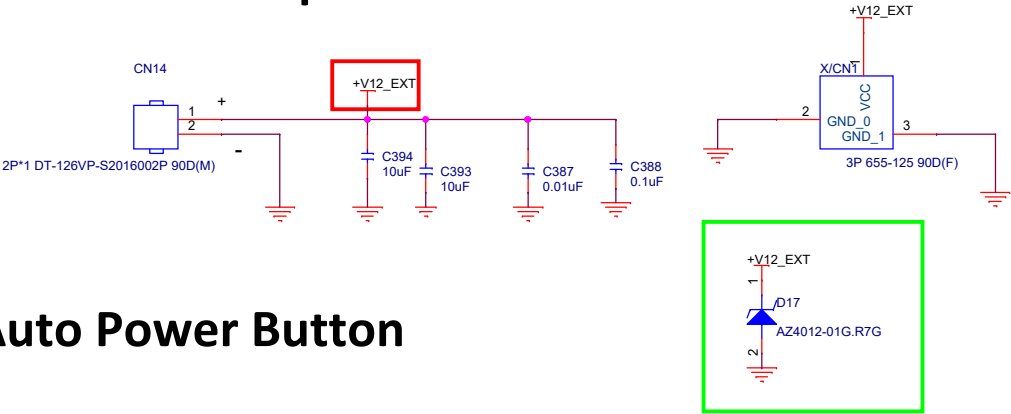 +V12_EXT
CN14
X/CN1
1
+V12_EXT
VCC
1
+
2
GND_0
2
GND_1
3
-
2P*1 DT-126VP-S2016002P 90D(M)
3P 655-125 90D(F)
C394
10uF
C393
10uF
C387
0.01uF
C388
0.1uF
+V12_EXT
1
D17
AZ4012-01G.R7G
2
uto Power Button